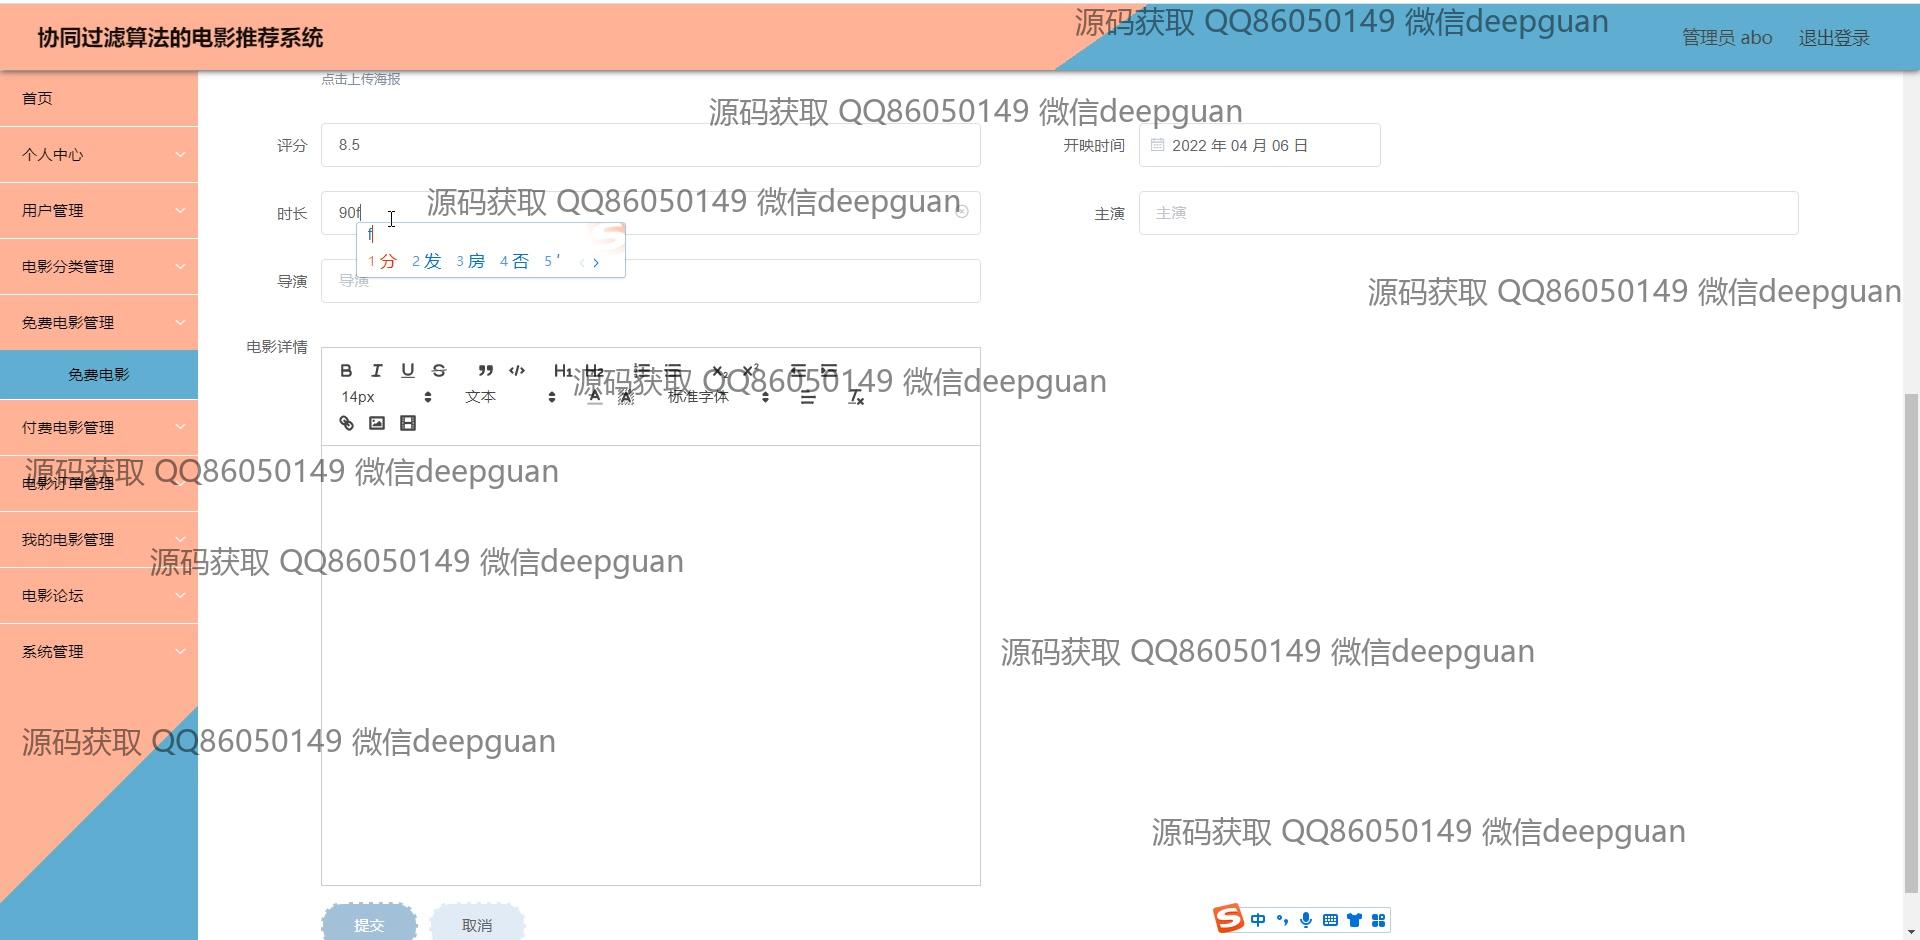 协同过滤算法的电影推荐系统
源码获取 QQ86050149 微信deepguan
管理员 abo
退出登录
首页
个人中心
用户管理
电影分类管理
免费电影管理
免费电影
付费电影管理
电影订单管理
我的电影管理
电影论坛
系统管理
点击上传海报
源码获取 QQ86050149 微信deepguan
评分 8.5
开映时间 2022 年 04 月 06 日
源码获取 QQ86050149 微信deepguan
时长 90f
主演 主演
f
1 分 2 发 3 房 4 否 5 '
导演 导演
源码获取 QQ86050149 微信deepguan
电影详情
B I U S H1 H2 X2 X2
源码获取 QQ86050149 微信deepguan
14px 文本 A A 标准字体 Tx
源码获取 QQ86050149 微信deepguan
源码获取 QQ86050149 微信deepguan
源码获取 QQ86050149 微信deepguan
源码获取 QQ86050149 微信deepguan
源码获取 QQ86050149 微信deepguan
提交 取消
S 中